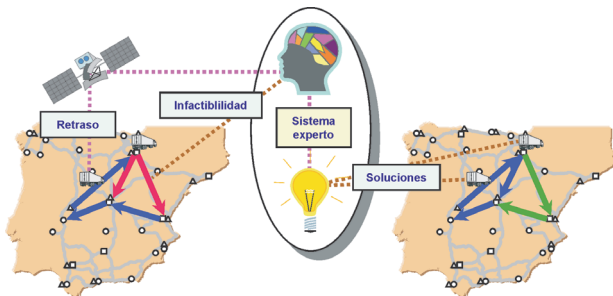 Retraso
Infactiblilidad
Sistema
experto
Soluciones